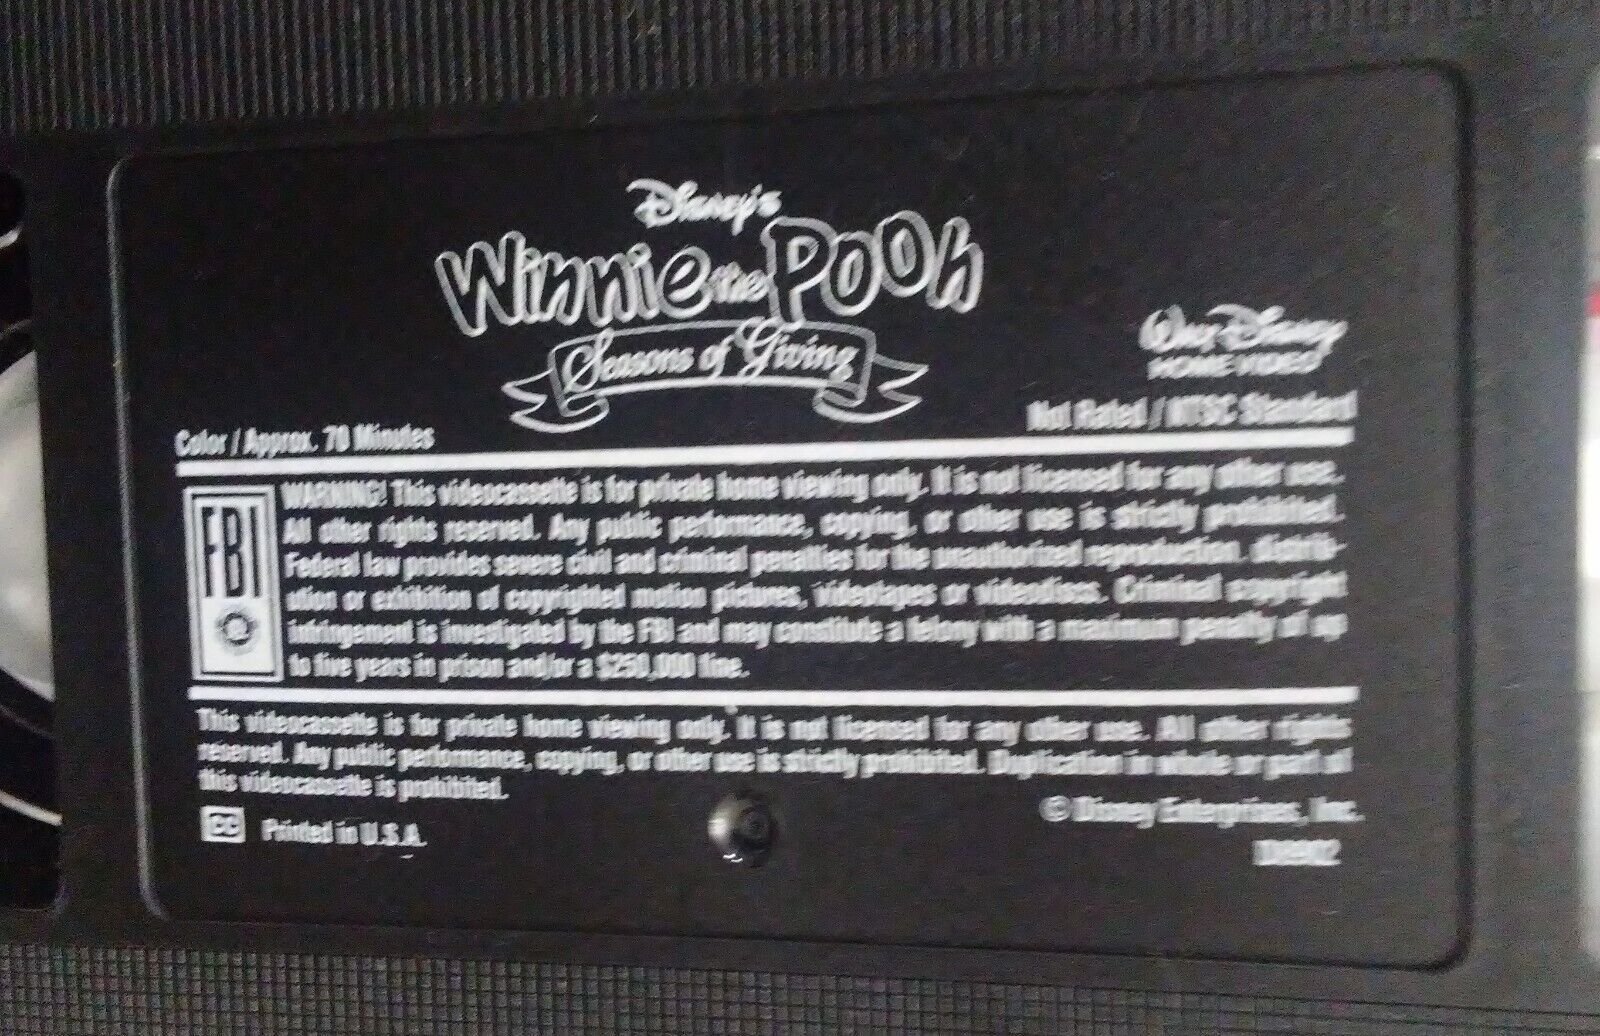 Disney's
Winnie the Pooh
Seasons of Giving
Walt Disney
HOME VIDEO
Color / Approx. 70 Minutes
Not Rated / NTSC Standard
FBI
WARNING! This videocassette is for private home viewing only. It is not licensed for any other use.
All other rights reserved. Any public performance, copying, or other use is strictly prohibited.
Federal law provides severe civil and criminal penalties for the unauthorized reproduction, distrib-
ution or exhibition of copyrighted motion pictures, videotapes or videodiscs. Criminal copyright
infringement is investigated by the FBI and may constitute a felony with a maximum penalty of up
to five years in prison and/or a $250,000 fine.
This videocassette is for private home viewing only. It is not licensed for any other use. All other rights
reserved. Any public performance, copying, or other use is strictly prohibited. Duplication in whole or part of
this videocassette is prohibited.
CC Printed in U.S.A.
© Disney Enterprises, Inc.